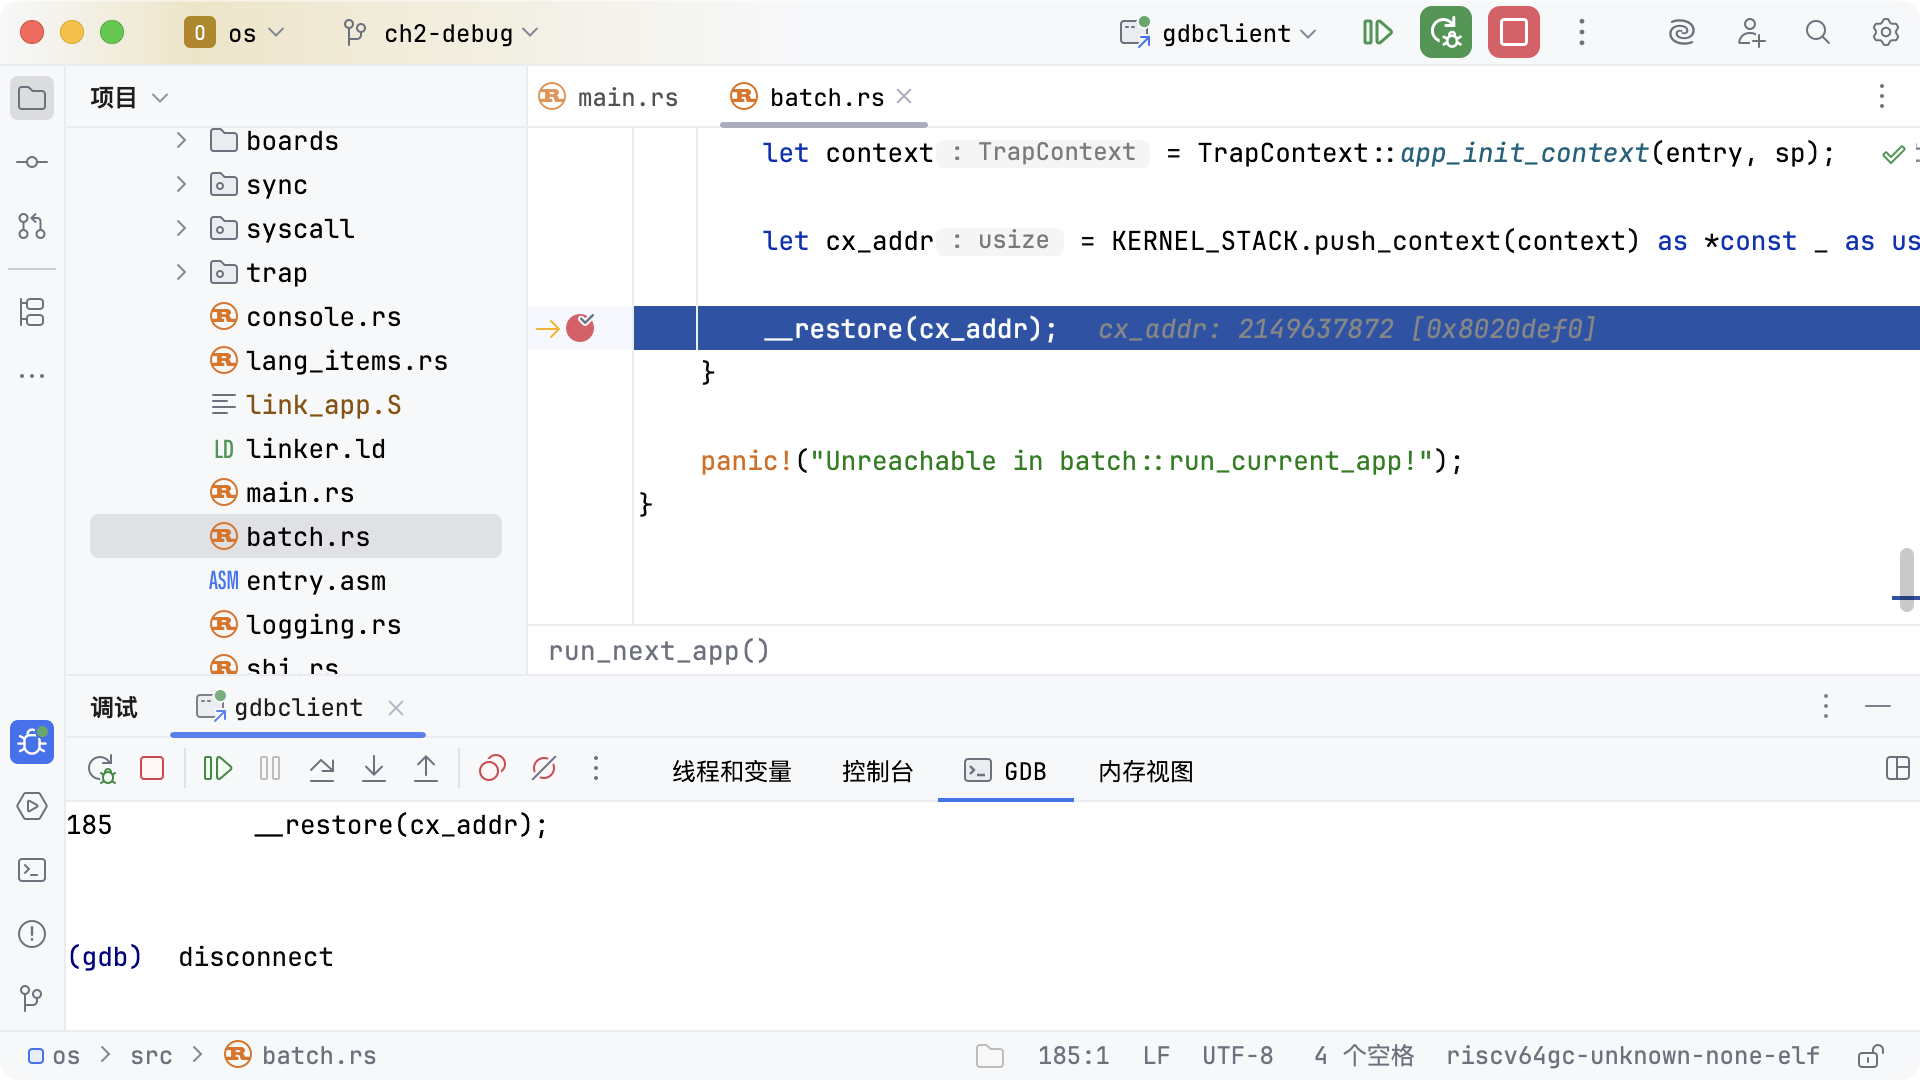 O os ch2-debug gdbclient
项目
main.rs batch.rs
boards
sync
syscall
trap
console.rs
lang_items.rs
link_app.S
LD linker.ld
main.rs
batch.rs
ASM entry.asm
logging.rs
sbi.rs
let context : TrapContext = TrapContext::app_init_context(entry, sp);
let cx_addr : usize = KERNEL_STACK.push_context(context) as *const _ as us
__restore(cx_addr); cx_addr: 2149637872 [0x8020def0]
}
panic!("Unreachable in batch::run_current_app!");
}
run_next_app()
调试 gdbclient
线程和变量 控制台 GDB 内存视图
185 __restore(cx_addr);
(gdb) disconnect
os > src > batch.rs 185:1 LF UTF-8 4 个空格 riscv64gc-unknown-none-elf